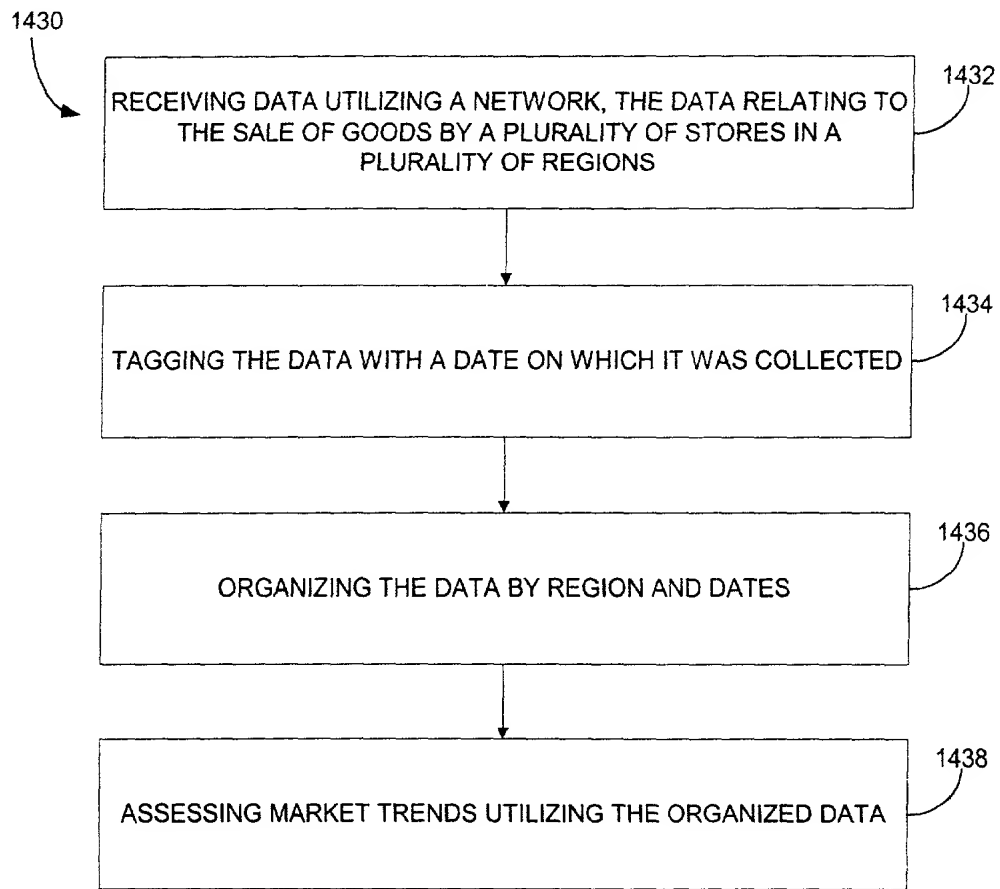 1430
1432
RECEIVING DATA UTILIZING A NETWORK, THE DATA RELATING TO
THE SALE OF GOODS BY A PLURALITY OF STORES IN A
PLURALITY OF REGIONS
1434
TAGGING THE DATA WITH A DATE ON WHICH IT WAS COLLECTED
1436
ORGANIZING THE DATA BY REGION AND DATES
1438
ASSESSING MARKET TRENDS UTILIZING THE ORGANIZED DATA